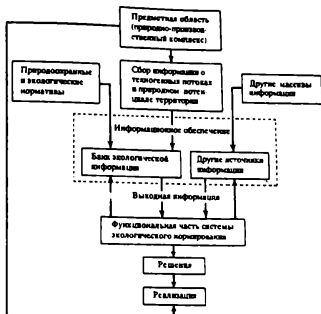 Предметная область
(природно-производ-
ственный комплекс)
Природоохранные
и экологические
нормативы
Сбор информации о
техногенных потоках
и природном потен-
циале территории
Другие массивы
информации
Информационное обеспечение
Банк экологической
информации
Другие источники
информации
Выходная информация
Функциональная часть системы
экологического нормирования
Решения
Реализация